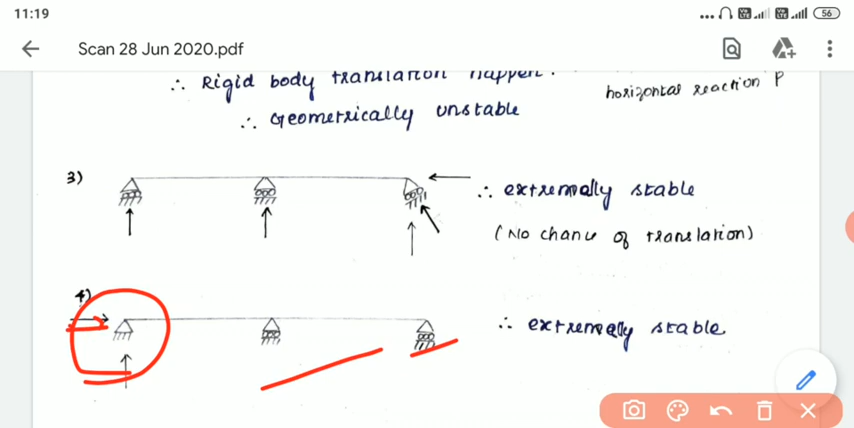 11:19
56
Scan 28 Jun 2020.pdf
∴ Rigid body translation happen.
horizontal reaction P
∴ Geometrically unstable
3)
∴ extremally stable
(No chance of translation)
4)
∴ extremally stable